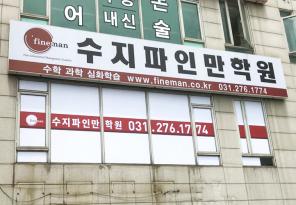 어 내신 술
fineman
수지파인만학원
수학 과학 심화학습 www.fineman.co.kr 031.276.1774
수지파인만학원 031.276.1774